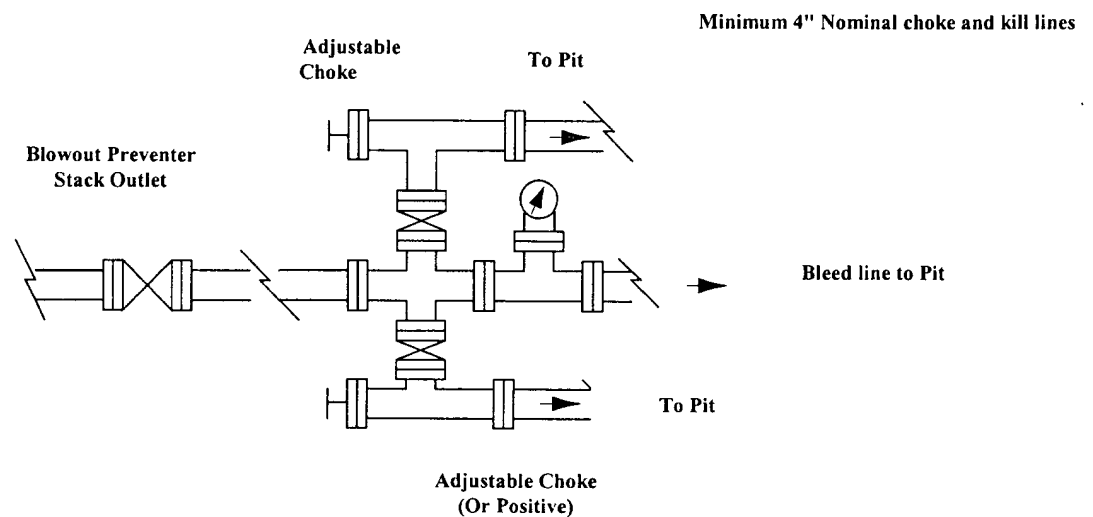 Minimum 4" Nominal choke and kill lines
Adjustable
Choke
To Pit
Blowout Preventer
Stack Outlet
Bleed line to Pit
To Pit
Adjustable Choke
(Or Positive)